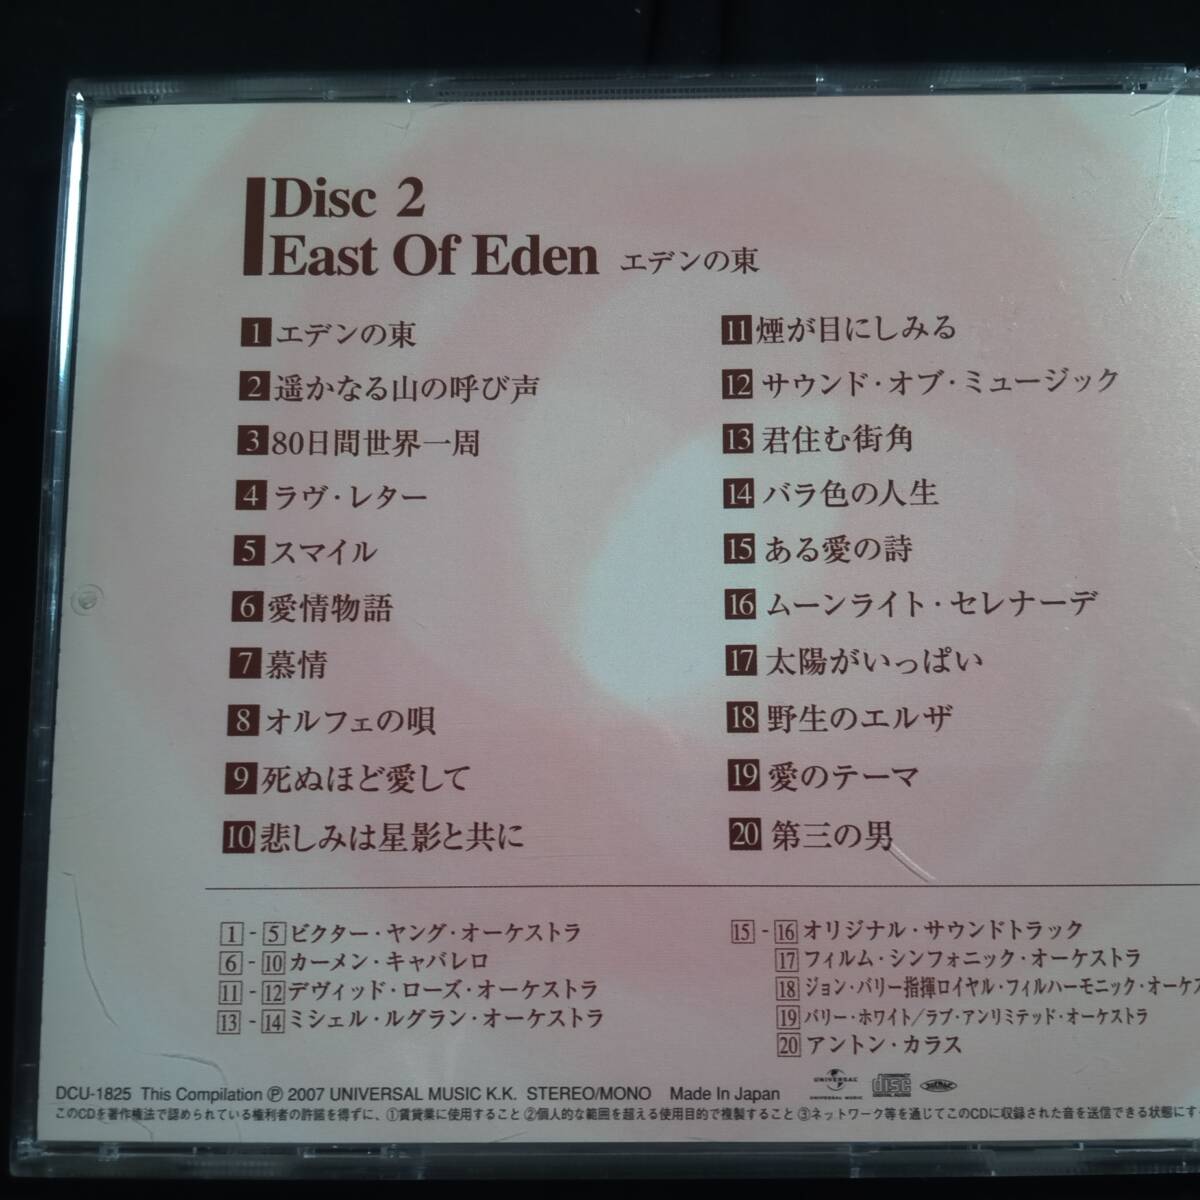 Disc 2
East Of Eden エデンの東
1 エデンの東
2 遥かなる山の呼び声
3 80日間世界一周
4 ラヴ・レター
5 スマイル
6 愛情物語
7 慕情
8 オルフェの唄
9 死ぬほど愛して
10 悲しみは星影と共に
11 煙が目にしみる
12 サウンド・オブ・ミュージック
13 君住む街角
14 バラ色の人生
15 ある愛の詩
16 ムーンライト・セレナーデ
17 太陽がいっぱい
18 野生のエルザ
19 愛のテーマ
20 第三の男
1 - 5 ビクター・ヤング・オーケストラ
6 - 10 カーメン・キャバレロ
11 - 12 デヴィッド・ローズ・オーケストラ
13 - 14 ミシェル・ルグラン・オーケストラ
15 - 16 オリジナル・サウンドトラック
17 フィルム・シンフォニック・オーケストラ
18 ジョン・バリー指揮ロイヤル・フィルハーモニック・オーケス
19 バリー・ホワイト/ラブ・アンリミテッド・オーケストラ
20 アントン・カラス
DCU-1825 This Compilation ℗ 2007 UNIVERSAL MUSIC K.K. STEREO/MONO Made In Japan
UNIVERSAL
UNIVERSAL MUSIC
COMPACT
disc
DIGITAL AUDIO
このCDを著作権法で認められている権利者の許諾を得ずに、①賃貸業に使用すること ②個人的な範囲を超える使用目的で複製すること ③ネットワーク等を通じてこのCDに収録された音を送信できる状態にす